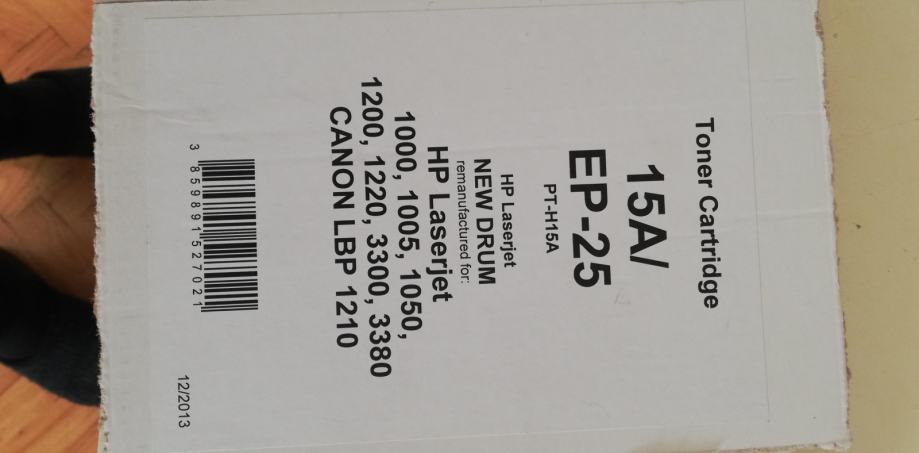 Toner Cartridge
15A/
EP-25
PT-H15A
HP Laserjet
NEW DRUM
remanufactured for:
HP Laserjet
1000, 1005, 1050,
1200, 1220, 3300, 3380
CANON LBP 1210
3 859891 527021
12/2013